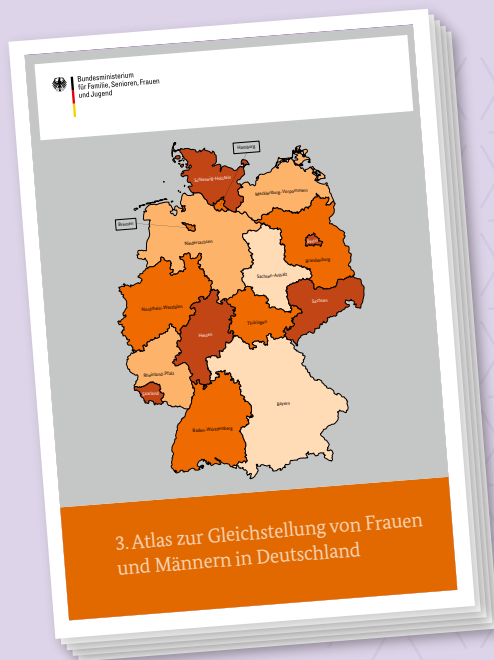 Bundesministerium
für Familie, Senioren, Frauen
und Jugend
Hamburg
Schleswig-Holstein
Mecklenburg-Vorpommern
Bremen
Niedersachsen
Berlin
Brandenburg
Sachsen-Anhalt
Nordrhein-Westfalen
Sachsen
Thüringen
Hessen
Rheinland-Pfalz
Saarland
Bayern
Baden-Württemberg
3. Atlas zur Gleichstellung von Frauen
und Männern in Deutschland